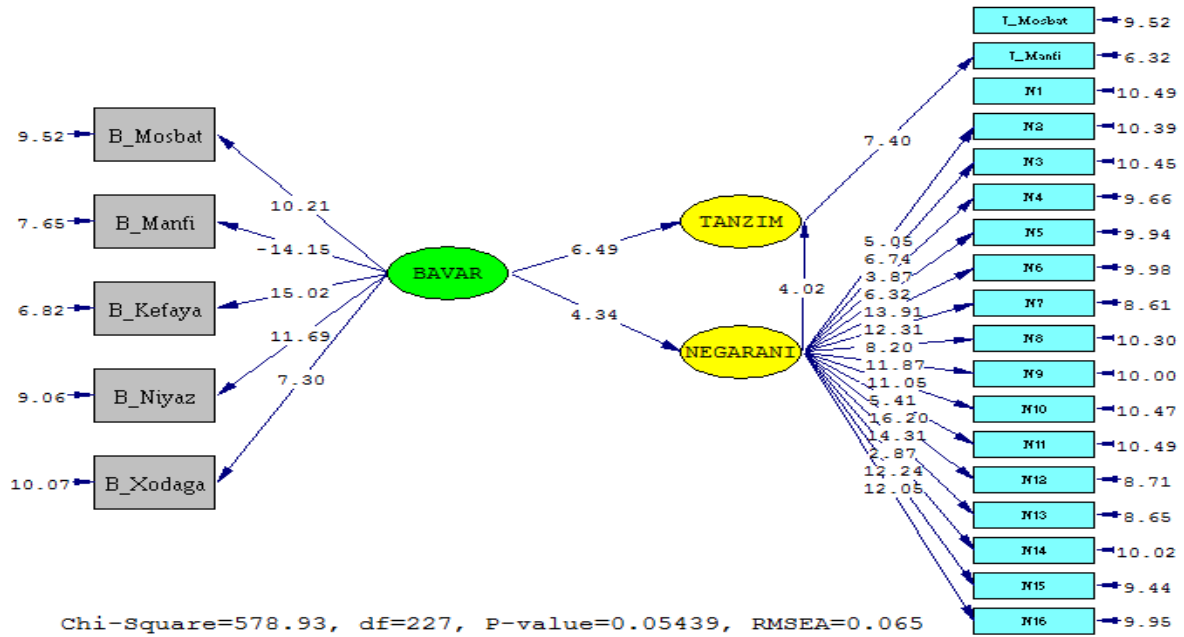 T_Mosbat 9.52
T_Manfi 6.32
N1 10.49
N2 10.39
N3 10.45
N4 9.66
N5 9.94
N6 9.98
N7 8.61
N8 10.30
N9 10.00
N10 10.47
N11 10.49
N12 8.71
N13 8.65
N14 10.02
N15 9.44
N16 9.95
9.52 B_Mosbat
7.65 B_Manfi
6.82 B_Kefaya
9.06 B_Niyaz
10.07 B_Xodaga
10.21
-14.15
15.02
11.69
7.30
BAVAR
6.49
4.34
TANZIM
4.02
NEGARANI
7.40
5.05
6.74
3.87
6.32
13.91
12.31
8.20
11.87
11.05
5.41
16.20
14.31
2.87
12.24
12.05
Chi-Square=578.93, df=227, P-value=0.05439, RMSEA=0.065